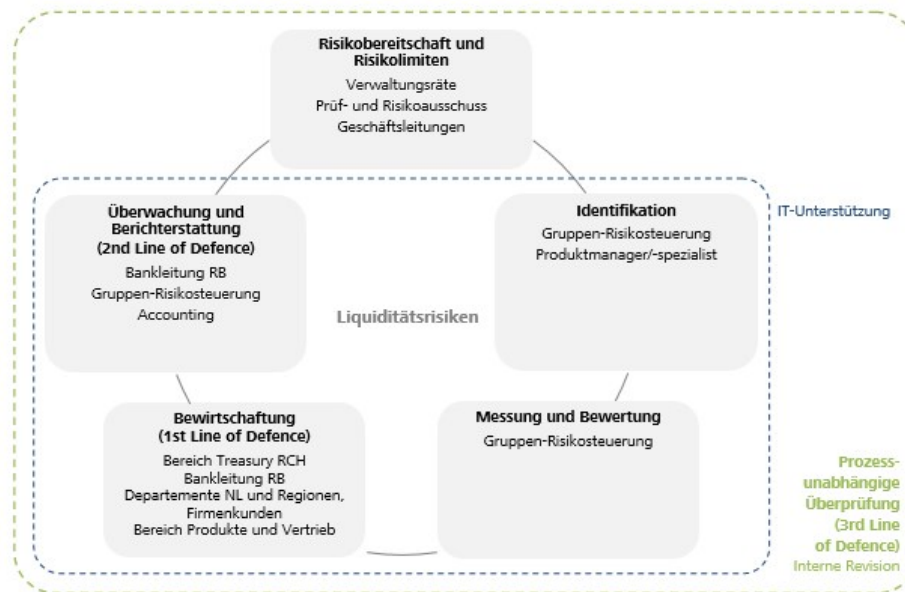 Risikobereitschaft und
Risikolimiten
Verwaltungsräte
Prüf- und Risikoausschuss
Geschäftsleitungen
Überwachung und
Berichterstattung
(2nd Line of Defence)
Bankleitung RB
Gruppen-Risikosteuerung
Accounting
Identifikation
Gruppen-Risikosteuerung
Produktmanager/-spezialist
IT-Unterstützung
Liquiditätsrisiken
Bewirtschaftung
(1st Line of Defence)
Bereich Treasury RCH
Bankleitung RB
Departemente NL und Regionen,
Firmenkunden
Bereich Produkte und Vertrieb
Messung und Bewertung
Gruppen-Risikosteuerung
Prozess-
unabhängige
Überprüfung
(3rd Line
of Defence)
Interne Revision